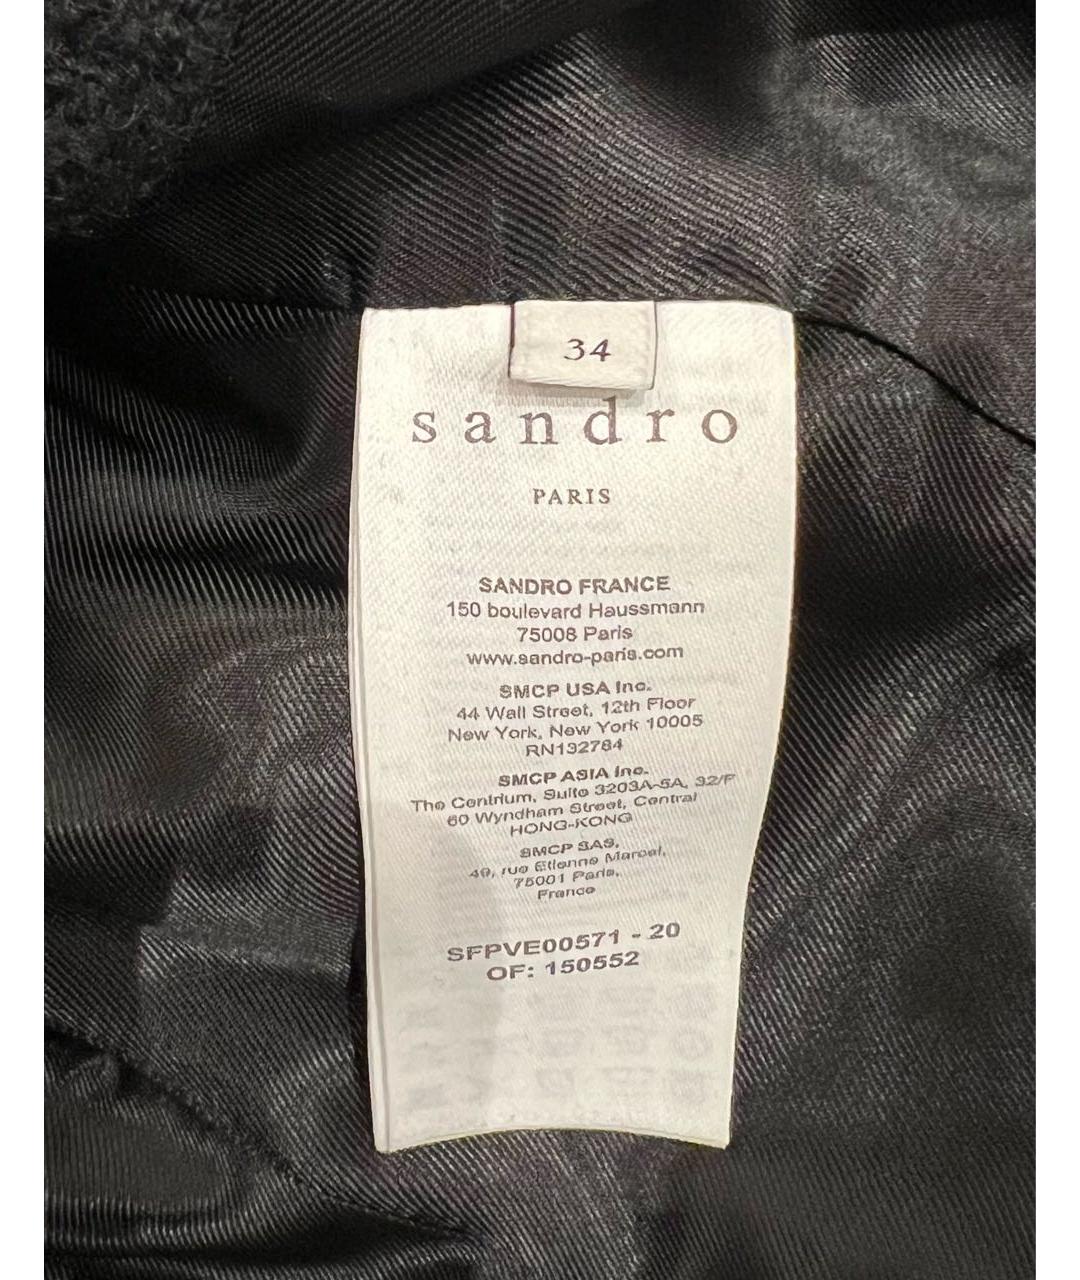 34
sandro
PARIS
SANDRO FRANCE
150 boulevard Haussmann
75008 Paris
www.sandro-paris.com
SMCP USA Inc.
44 Wall Street, 12th Floor
New York, New York 10005
RN132784
SMCP ASIA Inc.
The Centrium, Suite 3203A-5A, 32/F
60 Wyndham Street, Central
HONG-KONG
SMCP SAS,
49, rue Etienne Marcel,
75001 Paris,
France
SFPVE00571 - 20
OF: 150552